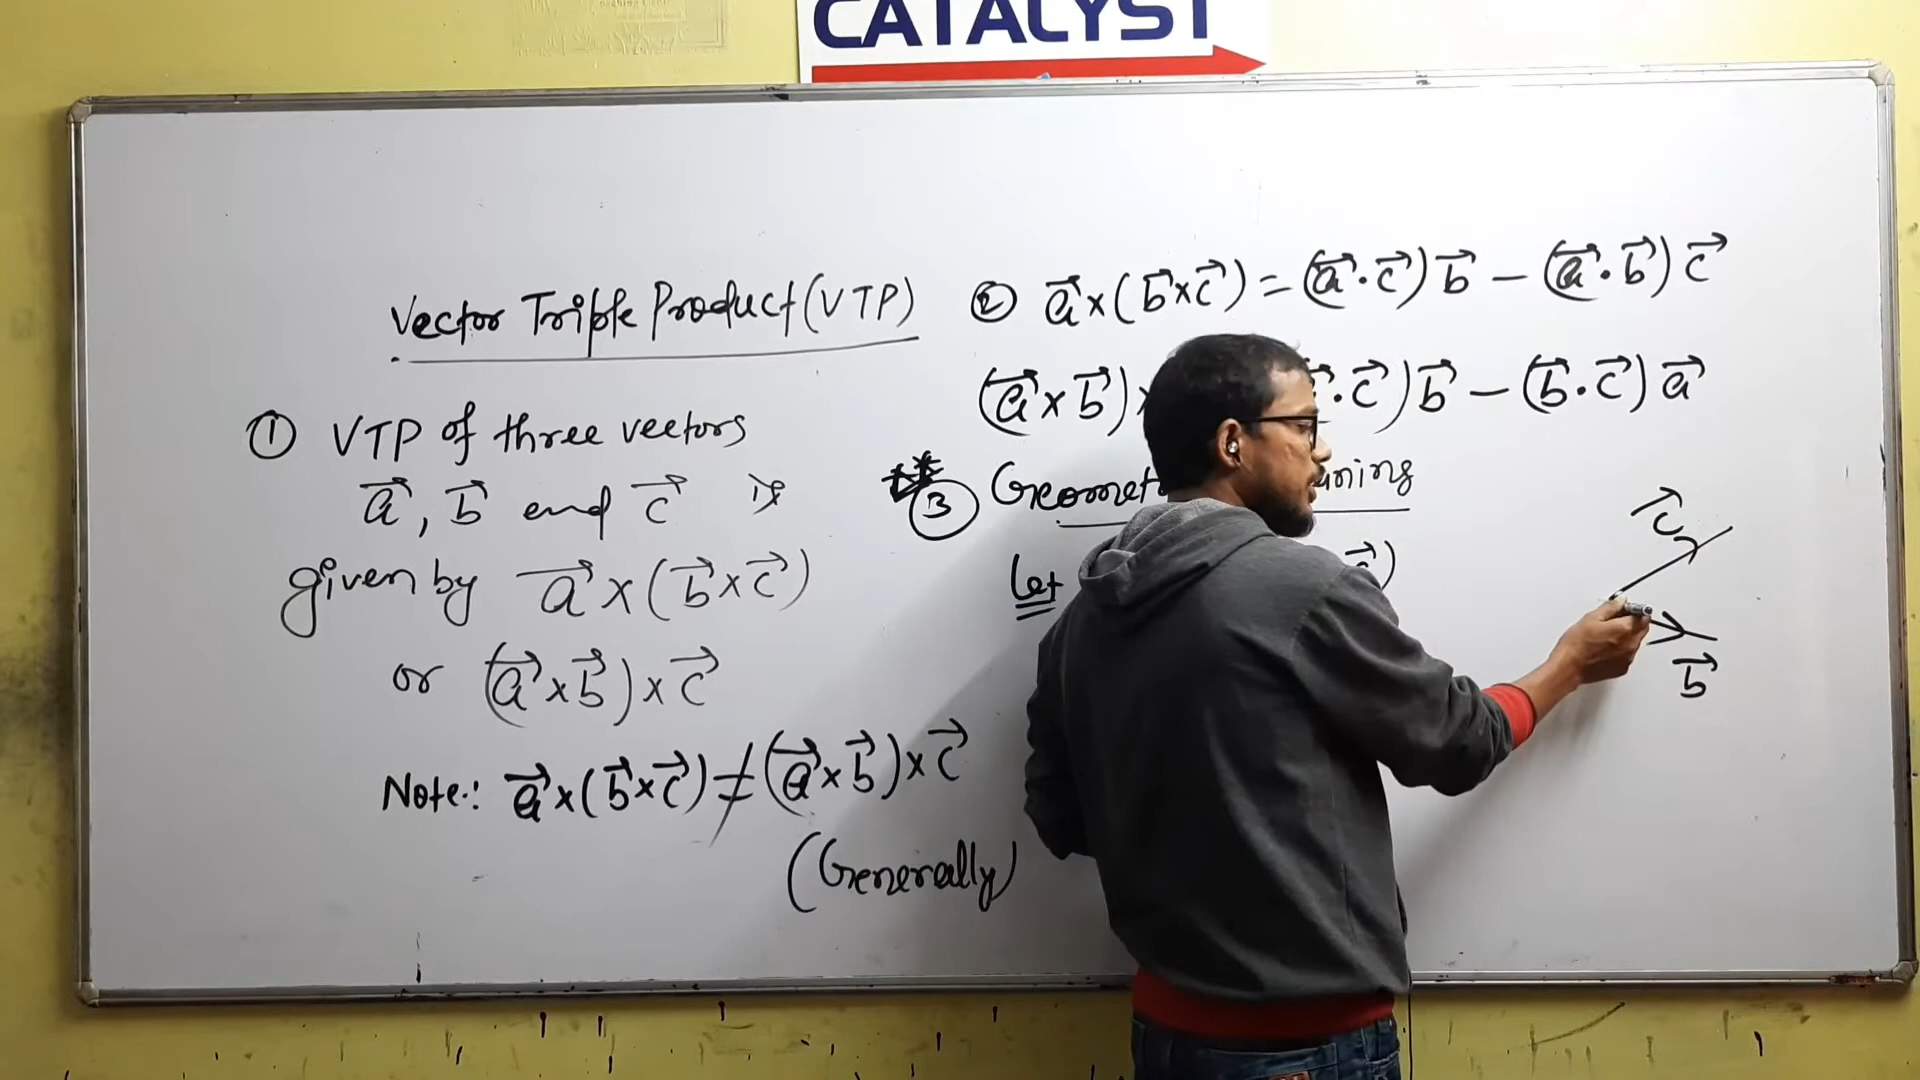 CATALYST
Vector Triple Product (VTP)
① VTP of three vectors
a⃗, b⃗ and c⃗ is
given by a⃗ × (b⃗ × c⃗)
or (a⃗ × b⃗) × c⃗
Note: a⃗ × (b⃗ × c⃗) ≠ (a⃗ × b⃗) × c⃗
(Generally)
② a⃗ × (b⃗ × c⃗) = (a⃗ · c⃗) b⃗ − (a⃗ · b⃗) c⃗
(a⃗ × b⃗) × · c⃗) b⃗ − (b⃗ · c⃗) a⃗
③
Let
c⃗
b⃗